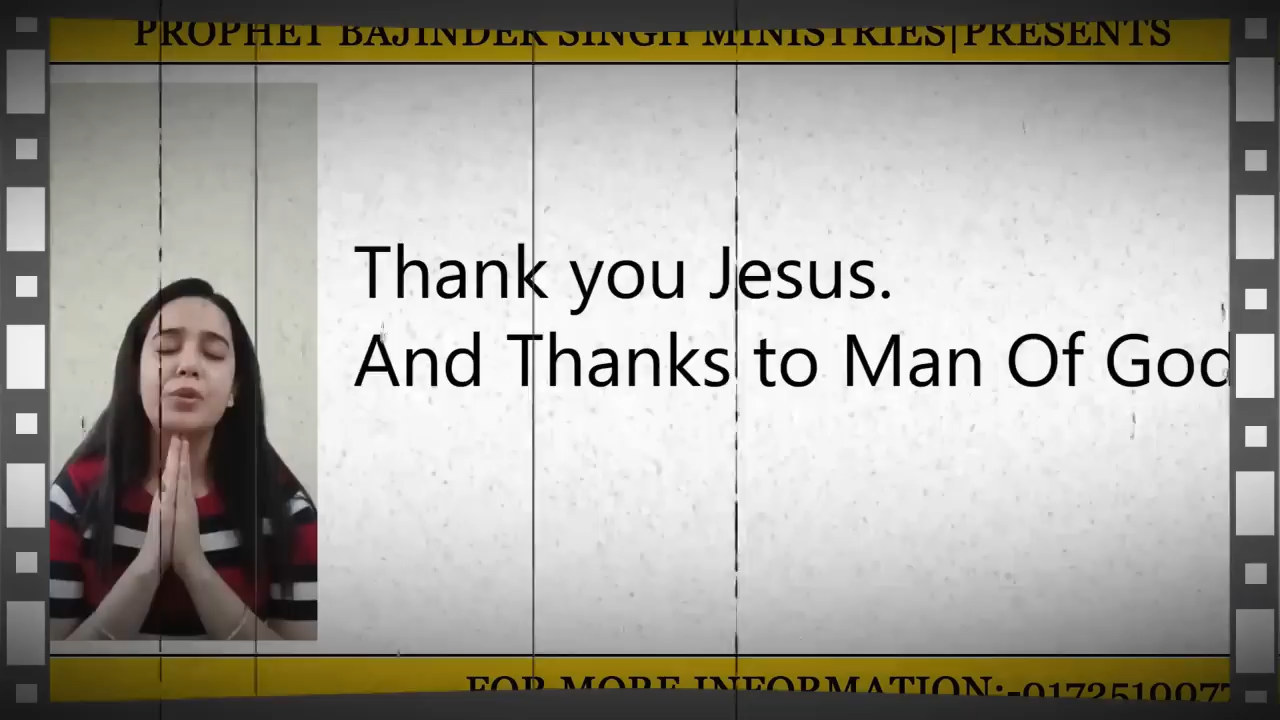 PROPHET BAJINDER SINGH MINISTRIES|PRESENTS
Thank you Jesus.
And Thanks to Man Of God
FOR MORE INFORMATION:-